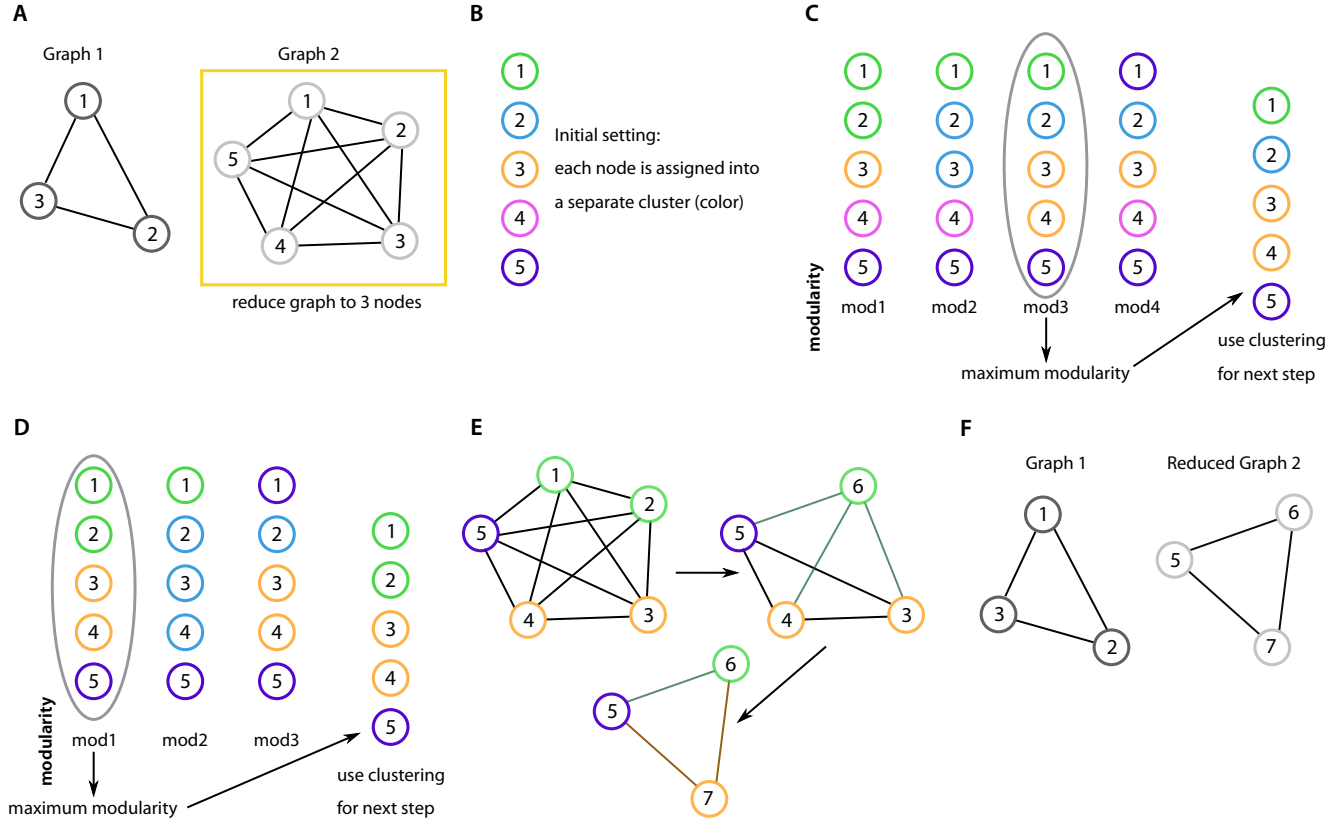 A
Graph 1
Graph 2
1
3
2
1
2
5
4
3
reduce graph to 3 nodes
B
1
2
3
4
5
Initial setting:
each node is assigned into
a separate cluster (color)
C
modularity
1
2
3
4
5
mod1
1
2
3
4
5
mod2
1
2
3
4
5
mod3
1
2
3
4
5
mod4
maximum modularity
1
2
3
4
5
use clustering
for next step
D
modularity
1
2
3
4
5
mod1
1
2
3
4
5
mod2
1
2
3
4
5
mod3
maximum modularity
1
2
3
4
5
use clustering
for next step
E
1
2
5
4
3
6
5
4
3
6
5
7
F
Graph 1
Reduced Graph 2
1
3
2
6
5
7